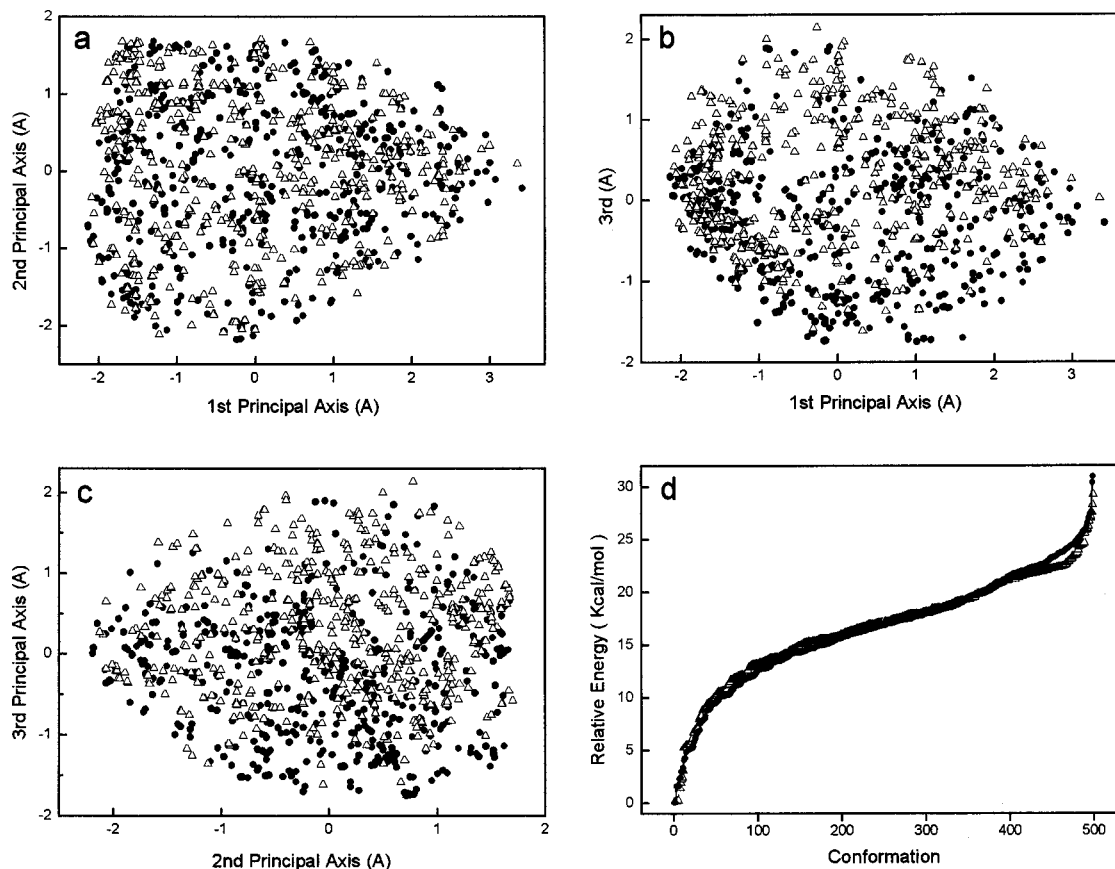 a
2
1
0
-1
-2
2nd Principal Axis (A)
-2 -1 0 1 2 3
1st Principal Axis (A)
b
2
1
0
-1
-2
3rd (A)
-2 -1 0 1 2 3
1st Principal Axis (A)
c
2
1
0
-1
-2
3rd Principal Axis (A)
-2 -1 0 1 2
2nd Principal Axis (A)
d
30
25
20
15
10
5
0
Relative Energy ( Kcal/mol )
0 100 200 300 400 500
Conformation